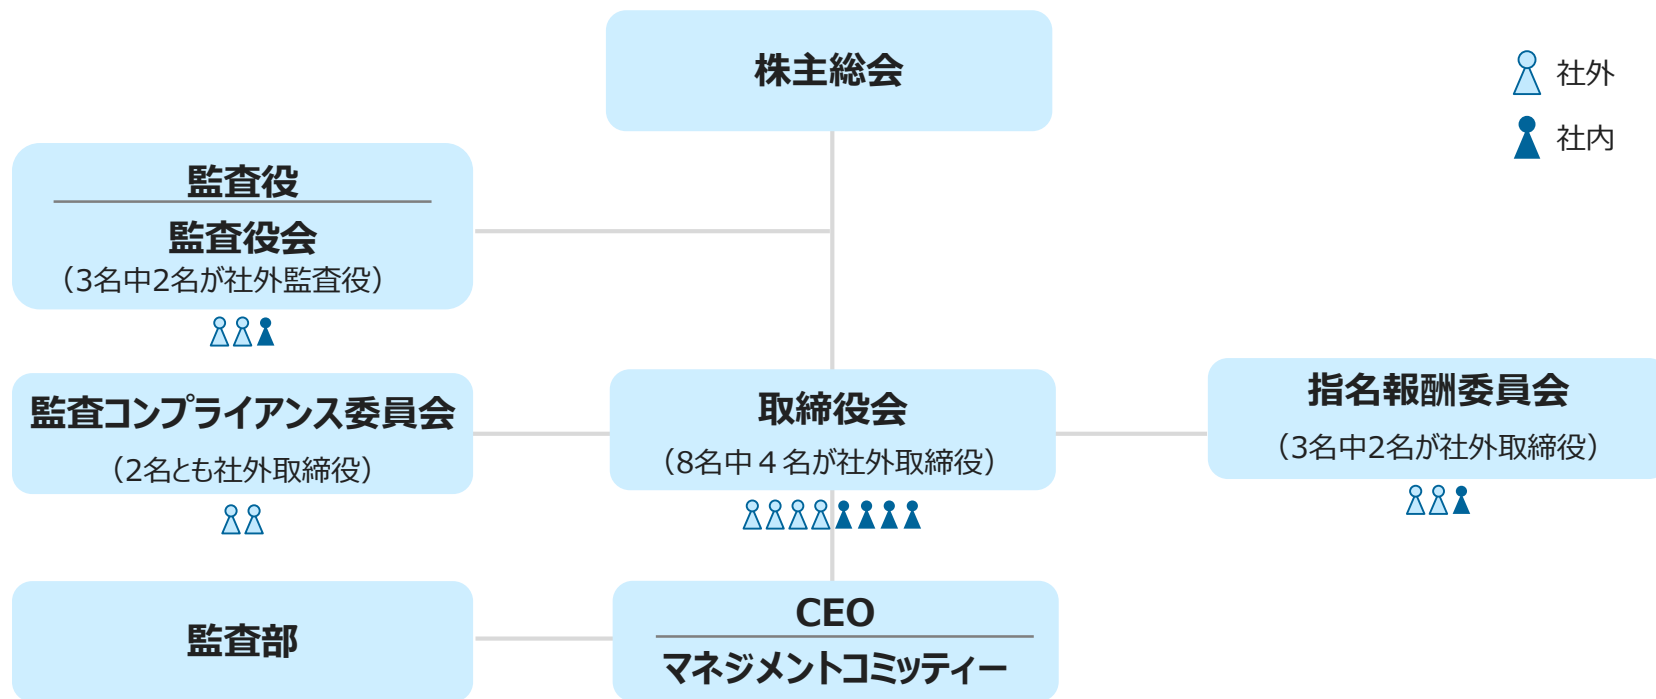 株主総会
社外
社内
監査役
監査役会
（3名中2名が社外監査役）
監査コンプライアンス委員会
（2名とも社外取締役）
取締役会
（8名中４名が社外取締役）
指名報酬委員会
（3名中2名が社外取締役）
監査部
CEO
マネジメントコミッティー